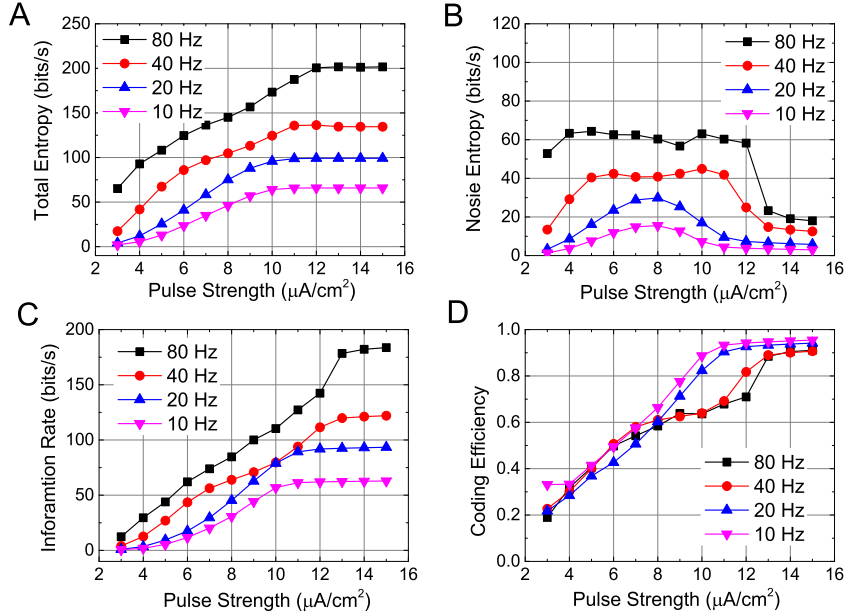 A
80 Hz
40 Hz
20 Hz
10 Hz
Total Entropy (bits/s)
250
200
150
100
50
0
2 4 6 8 10 12 14 16
Pulse Strength (μA/cm²)
B
80 Hz
40 Hz
20 Hz
10 Hz
Nosie Entropy (bits/s)
120
100
80
60
40
20
0
2 4 6 8 10 12 14 16
Pulse Strength (μA/cm²)
C
80 Hz
40 Hz
20 Hz
10 Hz
Inforamtion Rate (bits/s)
200
150
100
50
0
2 4 6 8 10 12 14 16
Pulse Strength (μA/cm²)
D
80 Hz
40 Hz
20 Hz
10 Hz
Coding Efficiency
1.0
0.8
0.6
0.4
0.2
0.0
2 4 6 8 10 12 14 16
Pulse Strength (μA/cm²)